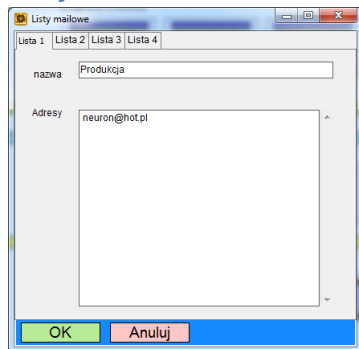 Listy mailowe
Lista 1 Lista 2 Lista 3 Lista 4
nazwa Produkcja
Adresy neuron@hot.pl
OK Anuluj